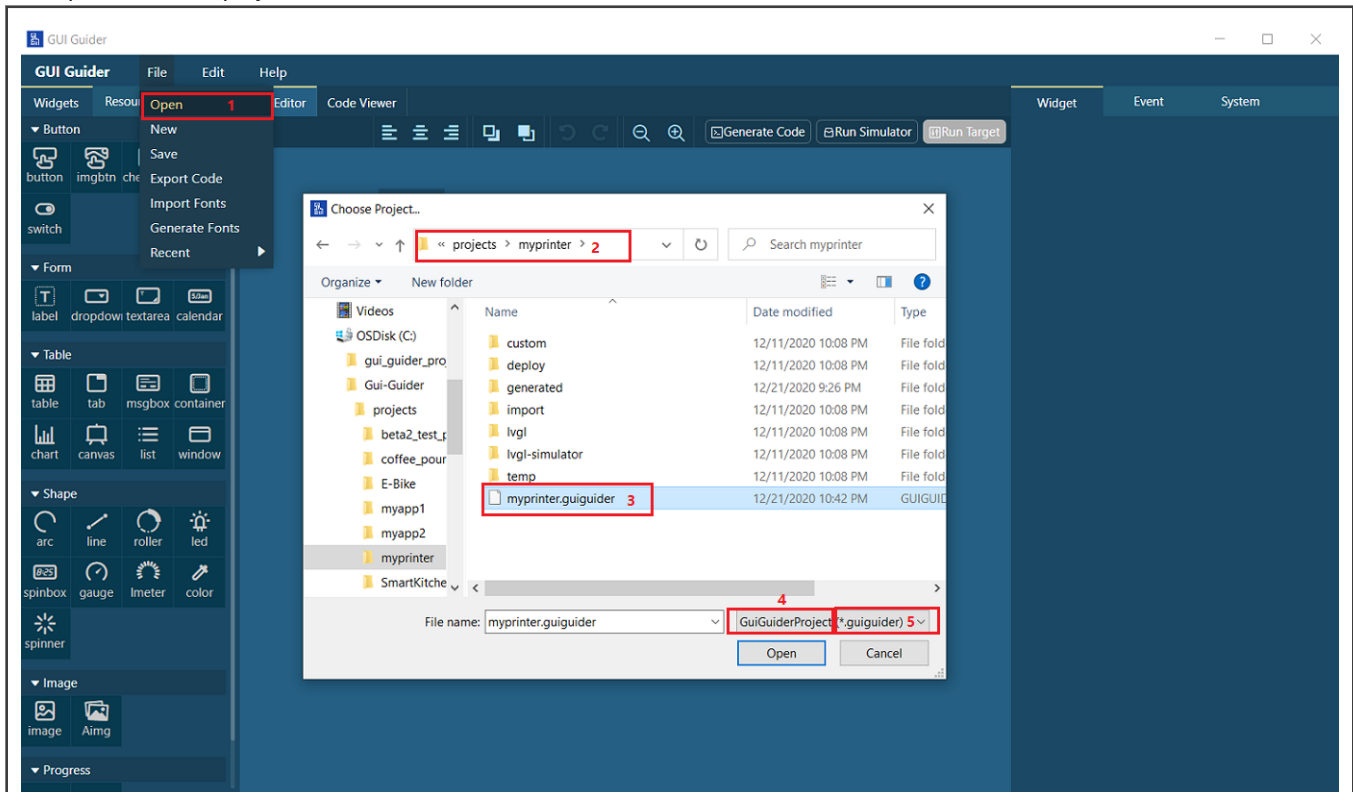 GUI Guider
GUI Guider File Edit Help
Widgets Resou Open 1 Editor Code Viewer Widget Event System
Button New Generate Code Run Simulator Run Target
Save
button imgbtn che Export Code
Import Fonts
switch Generate Fonts
Recent
Form
label dropdow textarea calendar
Table
table tab msgbox container
chart canvas list window
Shape
arc line roller led
spinbox gauge lmeter color
spinner
Image
image Aimg
Progress
Choose Project...
« projects > myprinter > 2 Search myprinter
Organize New folder
Videos
OSDisk (C:)
gui_guider_pro
Gui-Guider
projects
beta2_test_p
coffee_pour
E-Bike
myapp1
myapp2
myprinter
SmartKitche
Name Date modified Type
custom 12/11/2020 10:08 PM File fold
deploy 12/11/2020 10:08 PM File fold
generated 12/21/2020 9:26 PM File fold
import 12/11/2020 10:08 PM File fold
lvgl 12/11/2020 10:08 PM File fold
lvgl-simulator 12/11/2020 10:08 PM File fold
temp 12/11/2020 10:08 PM File fold
myprinter.guiguider 3 12/21/2020 10:42 PM GUIGUID
4
File name: myprinter.guiguider GuiGuiderProject (*.guiguider) 5
Open Cancel